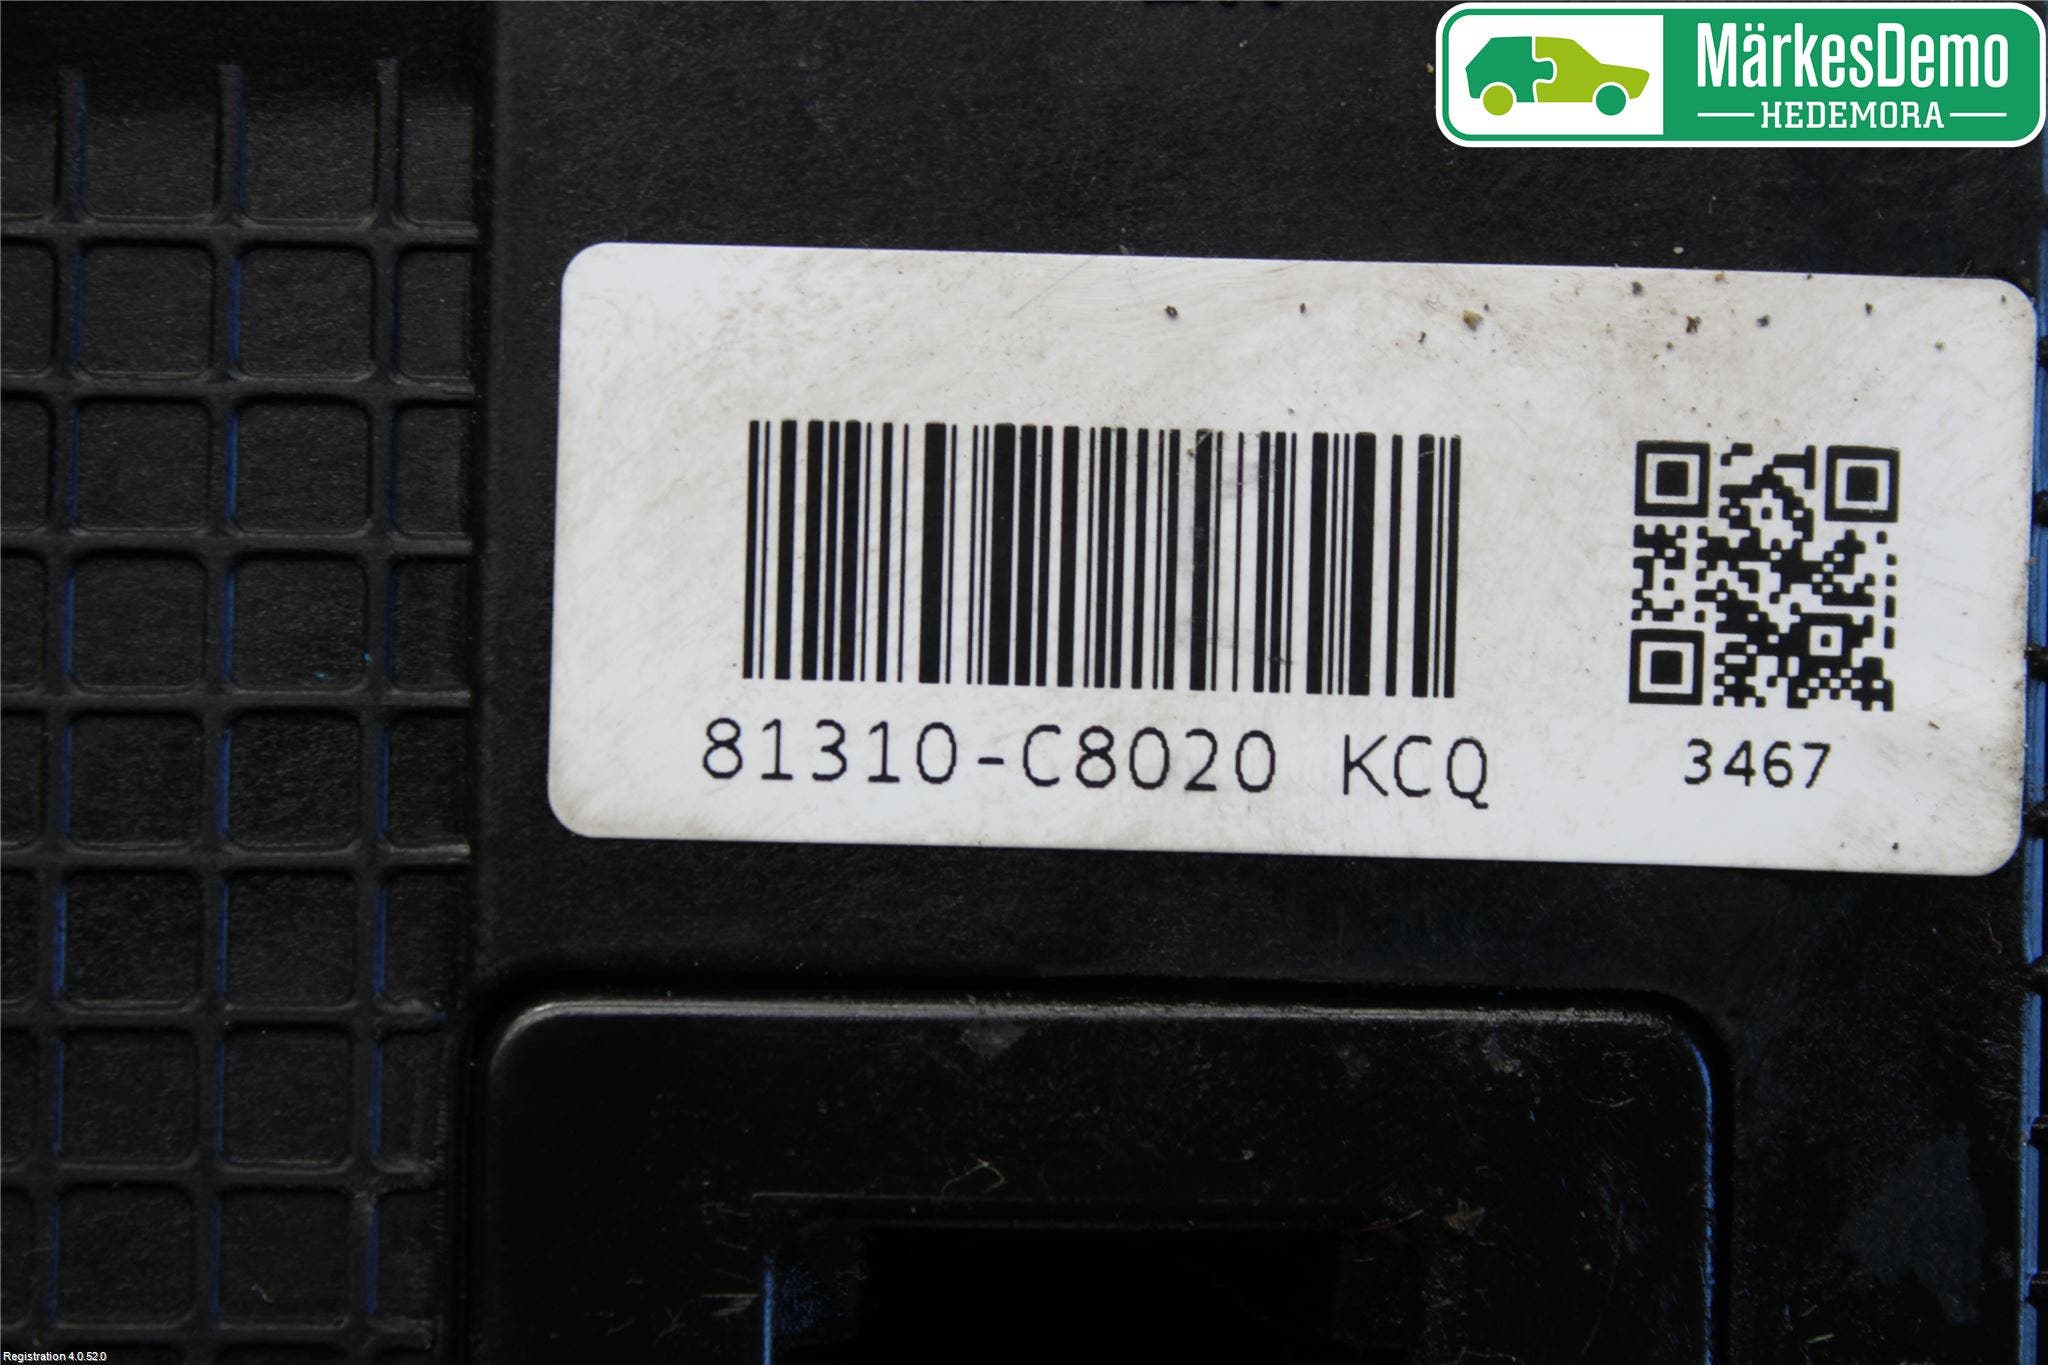 MärkesDemo
HEDEMORA
81310-C8020 KCQ
3467
Registration 4.0.52.0